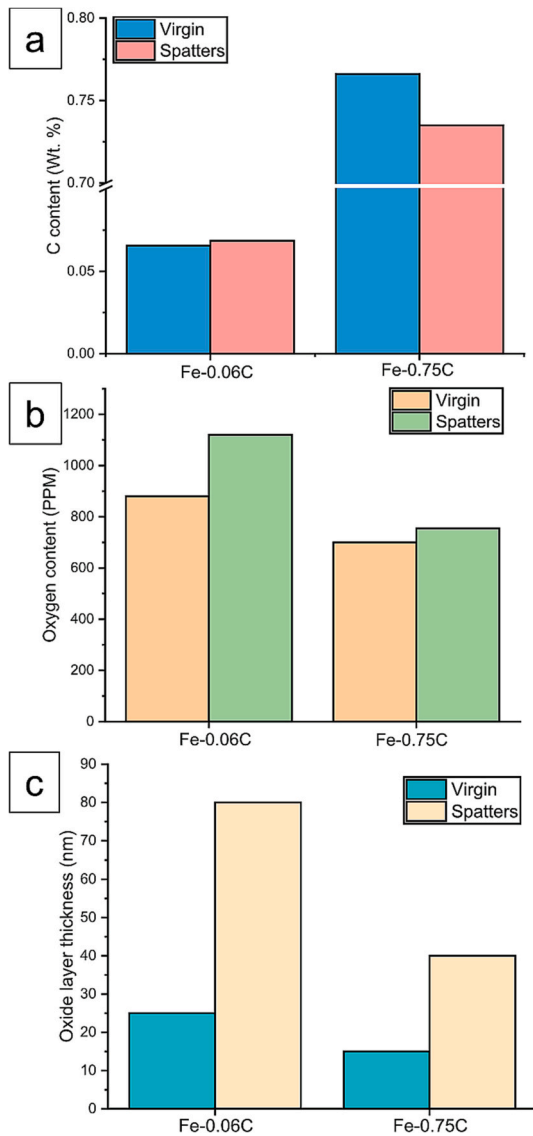 a
Virgin
Spatters
C content (Wt. %)
0.80
0.75
0.70
0.05
0.00
Fe-0.06C Fe-0.75C
b
Virgin
Spatters
Oxygen content (PPM)
1200
1000
800
600
400
200
0
Fe-0.06C Fe-0.75C
c
Virgin
Spatters
Oxide layer thickness (nm)
90
80
70
60
50
40
30
20
10
0
Fe-0.06C Fe-0.75C